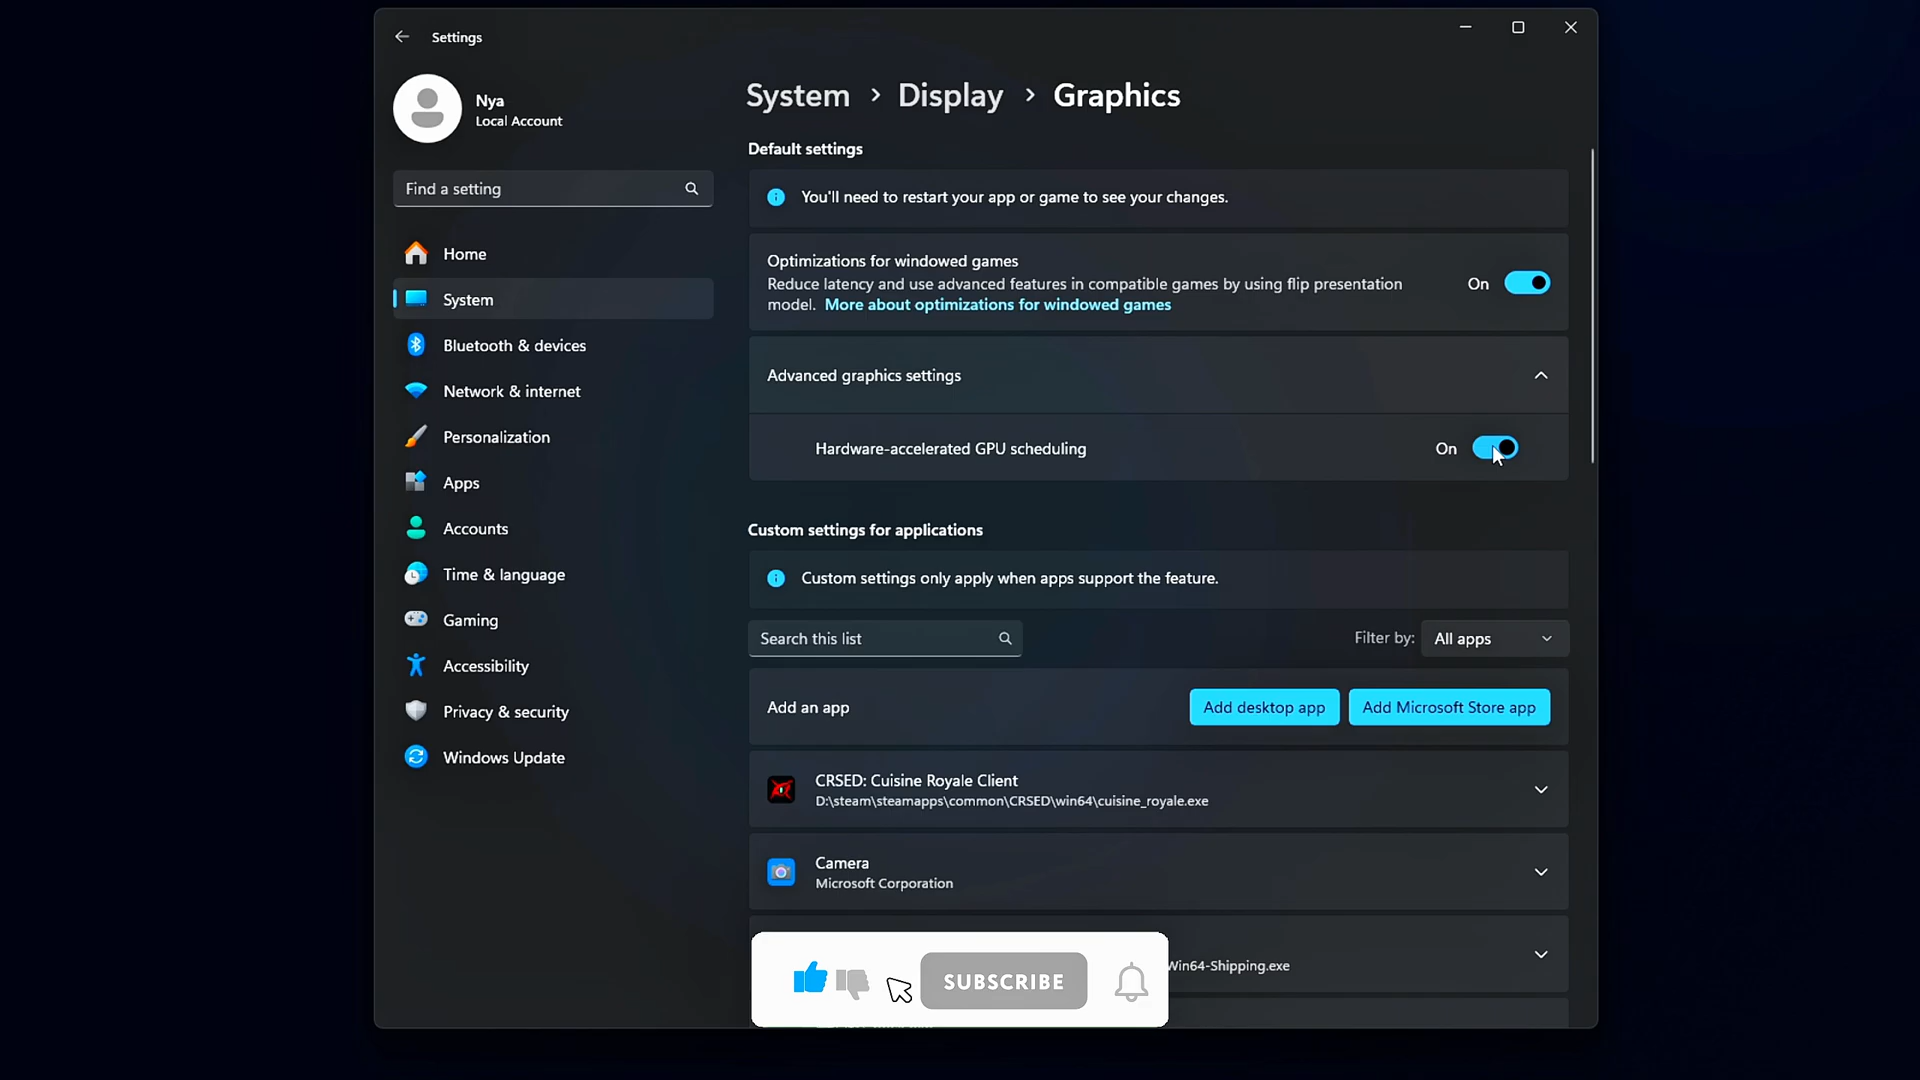 Settings
Nya
Local Account
Find a setting
Home
System
Bluetooth & devices
Network & internet
Personalization
Apps
Accounts
Time & language
Gaming
Accessibility
Privacy & security
Windows Update
System > Display > Graphics
Default settings
You'll need to restart your app or game to see your changes.
Optimizations for windowed games
Reduce latency and use advanced features in compatible games by using flip presentation
model. More about optimizations for windowed games
On
Advanced graphics settings
Hardware-accelerated GPU scheduling
On
Custom settings for applications
Custom settings only apply when apps support the feature.
Search this list
Filter by: All apps
Add an app
Add desktop app
Add Microsoft Store app
CRSED: Cuisine Royale Client
D:\steam\steamapps\common\CRSED\win64\cuisine_royale.exe
Camera
Microsoft Corporation
Win64-Shipping.exe
SUBSCRIBE